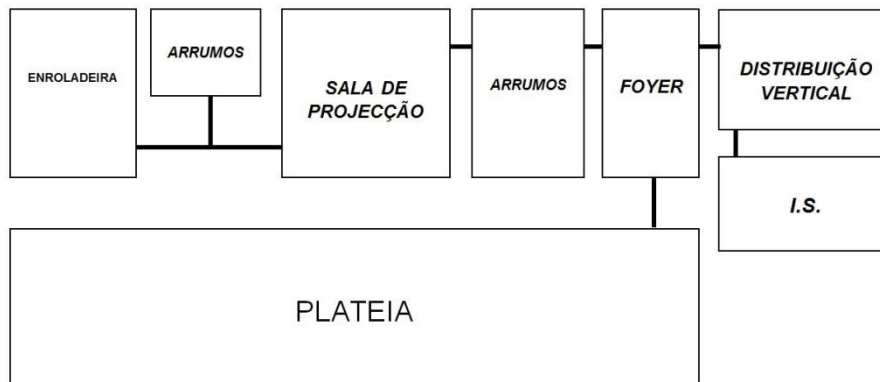 ENROLADEIRA
ARRUMOS
SALA DE
PROJECÇÃO
ARRUMOS
FOYER
DISTRIBUIÇÃO
VERTICAL
I.S.
PLATEIA